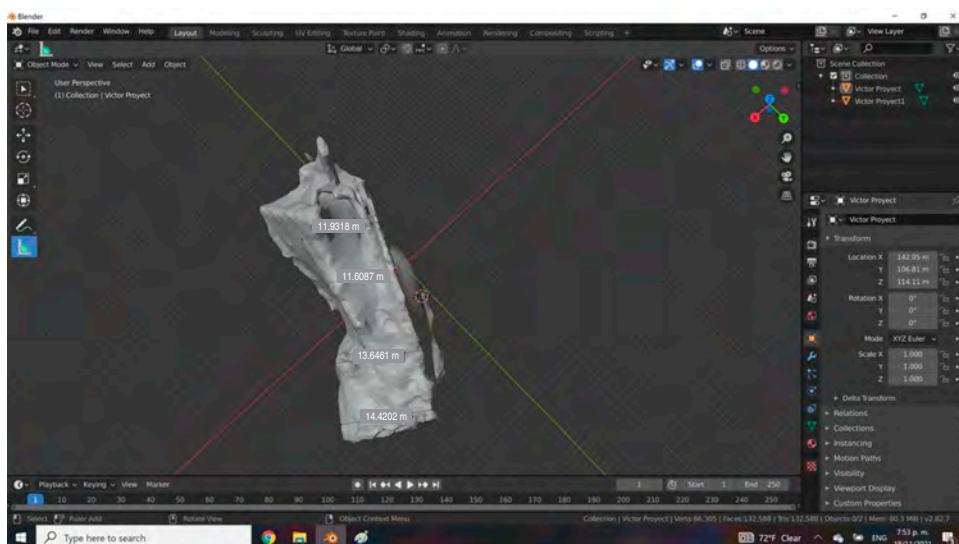 Blender
File Edit Render Window Help Layout Modeling Sculpting UV Editing Texture Paint Shading Animation Rendering Compositing Scripting + Scene View Layer
Global Options
Object Mode View Select Add Object
User Perspective
(1) Collection | Victor Proyect
Scene Collection
Collection
Victor Proyect
Victor Proyect1
X
Z
Y
11.9318 m
11.6087 m
13.6461 m
14.4202 m
Victor Proyect
Victor Proyect
Transform
Location X 142.05 m
Y 106.81 m
Z 114.11 m
Rotation X 0°
Y 0°
Z 0°
Mode XYZ Euler
Scale X 1.000
Y 1.000
Z 1.000
Delta Transform
Relations
Collections
Instancing
Motion Paths
Visibility
Viewport Display
Custom Properties
Playback Keying View Marker 1 Start 1 End 250
1 10 20 30 40 50 60 70 80 90 100 110 120 130 140 150 160 170 180 190 200 210 220 230 240 250
Select Ruler Add Rotate View Object Context Menu Collection | Victor Proyect | Verts:66,305 | Faces:132,588 | Tris:132,588 | Objects:0/2 | Mem: 80.3 MiB | v2.82.7
Type here to search 72°F Clear ENG 7:53 p. m.
18/11/2021